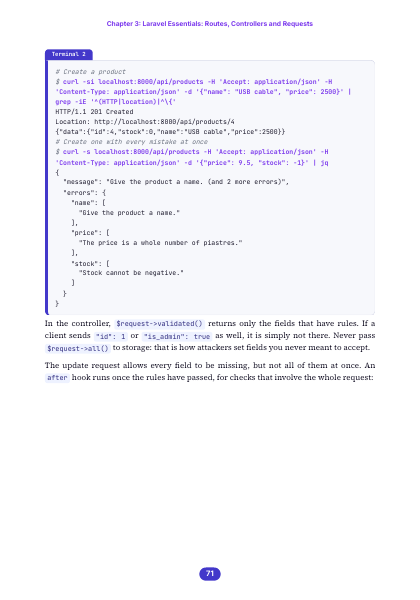 Chapter 3: Laravel Essentials: Routes, Controllers and Requests
Terminal 2
# Create a product
$ curl -si localhost:8000/api/products -H 'Accept: application/json' -H
'Content-Type: application/json' -d '{"name": "USB cable", "price": 2500}' |
grep -iE '^(HTTP|location)|^\{'
HTTP/1.1 201 Created
Location: http://localhost:8000/api/products/4
{"data":{"id":4,"stock":0,"name":"USB cable","price":2500}}
# Create one with every mistake at once
$ curl -s localhost:8000/api/products -H 'Accept: application/json' -H
'Content-Type: application/json' -d '{"price": 9.5, "stock": -1}' | jq
{
  "message": "Give the product a name. (and 2 more errors)",
  "errors": {
    "name": [
      "Give the product a name."
    ],
    "price": [
      "The price is a whole number of piastres."
    ],
    "stock": [
      "Stock cannot be negative."
    ]
  }
}
In the controller, $request->validated() returns only the fields that have rules. If a
client sends "id": 1 or "is_admin": true as well, it is simply not there. Never pass
$request->all() to storage: that is how attackers set fields you never meant to accept.
The update request allows every field to be missing, but not all of them at once. An
after hook runs once the rules have passed, for checks that involve the whole request:
71